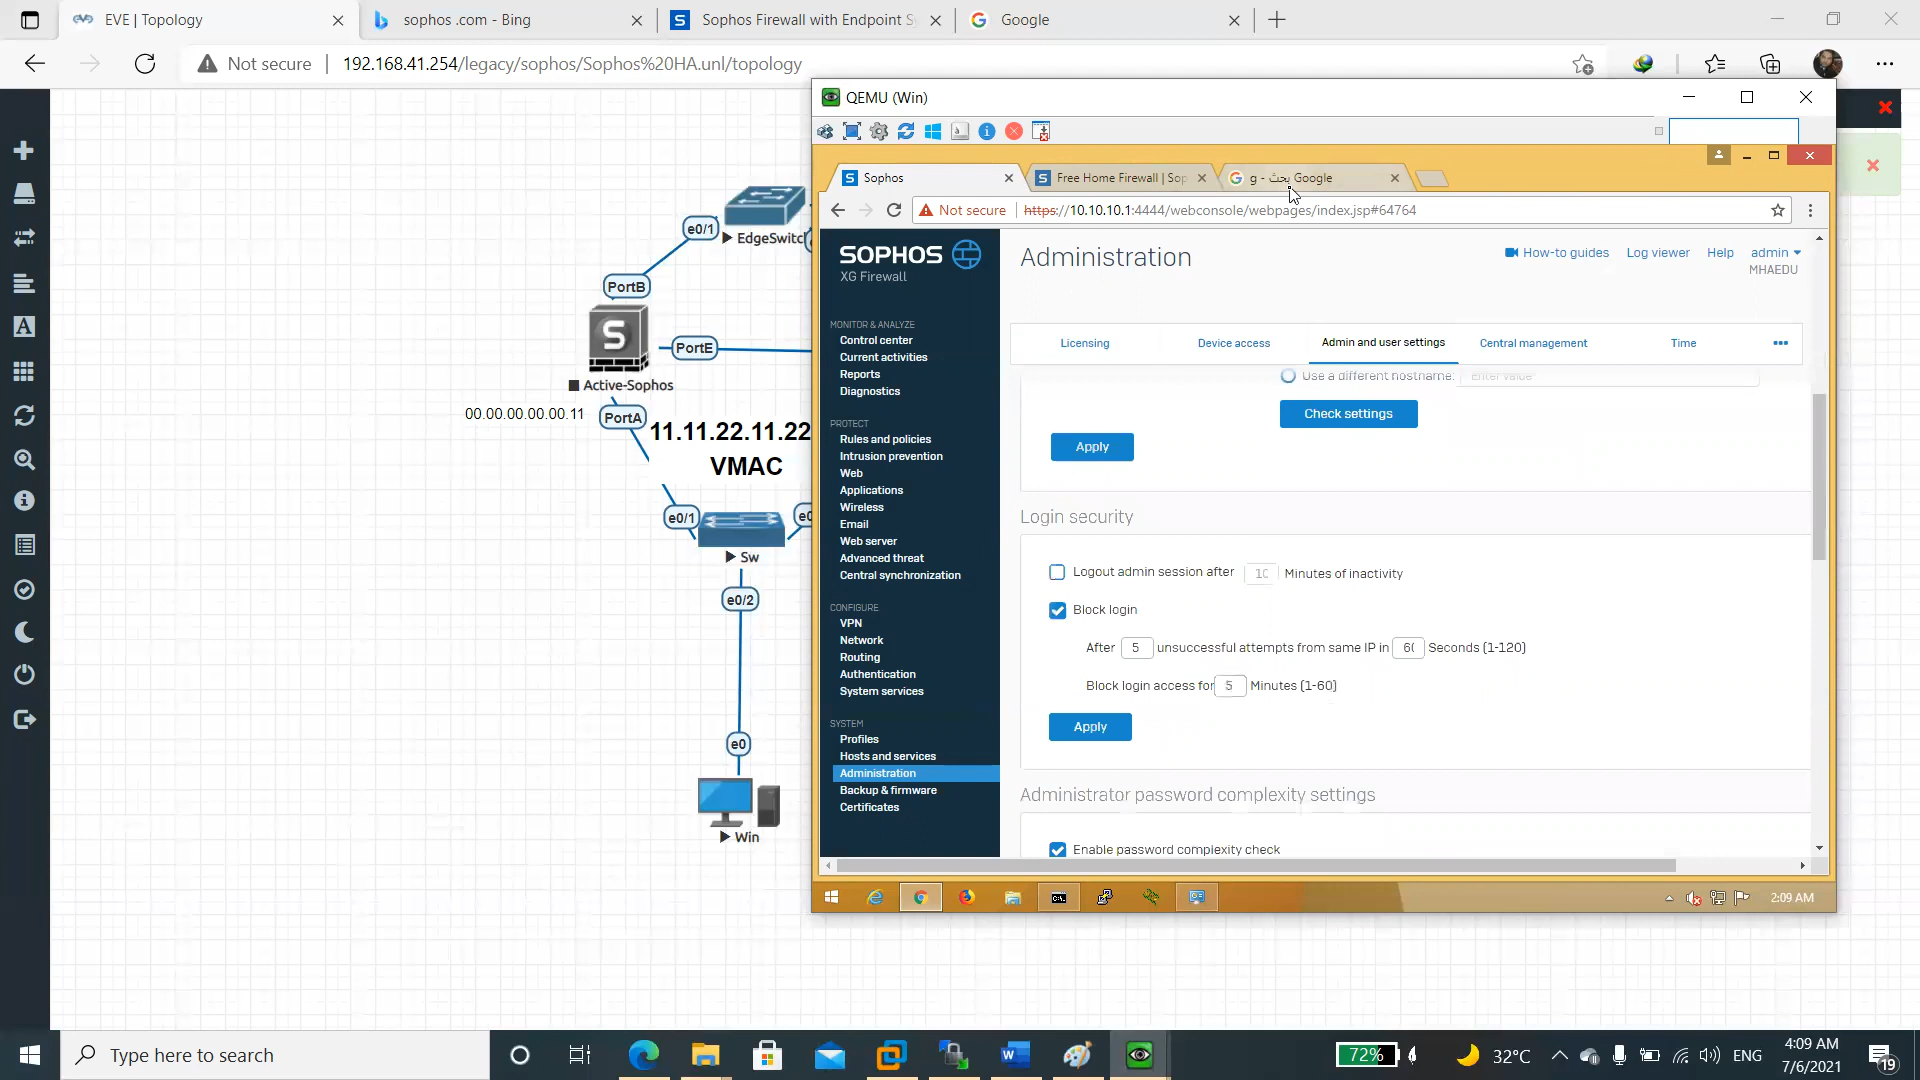 EVE | Topology
sophos .com - Bing
Sophos Firewall with Endpoint S
Google
Not secure
192.168.41.254/legacy/sophos/Sophos%20HA.unl/topology
QEMU (Win)
Sophos
Free Home Firewall | Sop
g - بحث Google
Not secure
https://10.10.10.1:4444/webconsole/webpages/index.jsp#64764
SOPHOS
XG Firewall
MONITOR & ANALYZE
Control center
Current activities
Reports
Diagnostics
PROTECT
Rules and policies
Intrusion prevention
Web
Applications
Wireless
Email
Web server
Advanced threat
Central synchronization
CONFIGURE
VPN
Network
Routing
Authentication
System services
SYSTEM
Profiles
Hosts and services
Administration
Backup & firmware
Certificates
Administration
How-to guides
Log viewer
Help
admin
MHAEDU
Licensing
Device access
Admin and user settings
Central management
Time
Use a different hostname:
Enter value
Check settings
Apply
Login security
Logout admin session after 10 Minutes of inactivity
Block login
After 5 unsuccessful attempts from same IP in 60 Seconds (1-120)
Block login access for 5 Minutes (1-60)
Apply
Administrator password complexity settings
Enable password complexity check
2:09 AM
e0/1
EdgeSwitc
PortB
S
PortE
Active-Sophos
00.00.00.00.00.11
PortA
11.11.22.11.22
VMAC
e0/1
e0
Sw
e0/2
e0
Win
Type here to search
72%
32°C
ENG
4:09 AM
7/6/2021
19